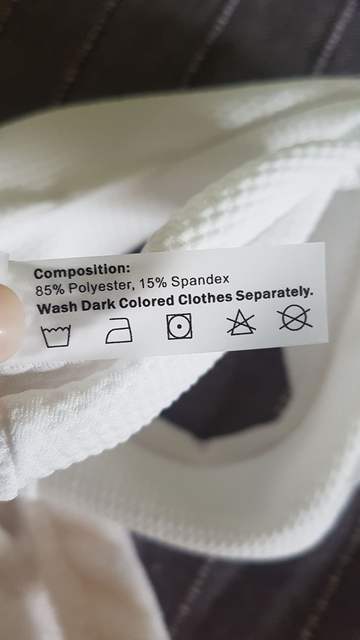 Composition:
85% Polyester, 15% Spandex
Wash Dark Colored Clothes Separately.